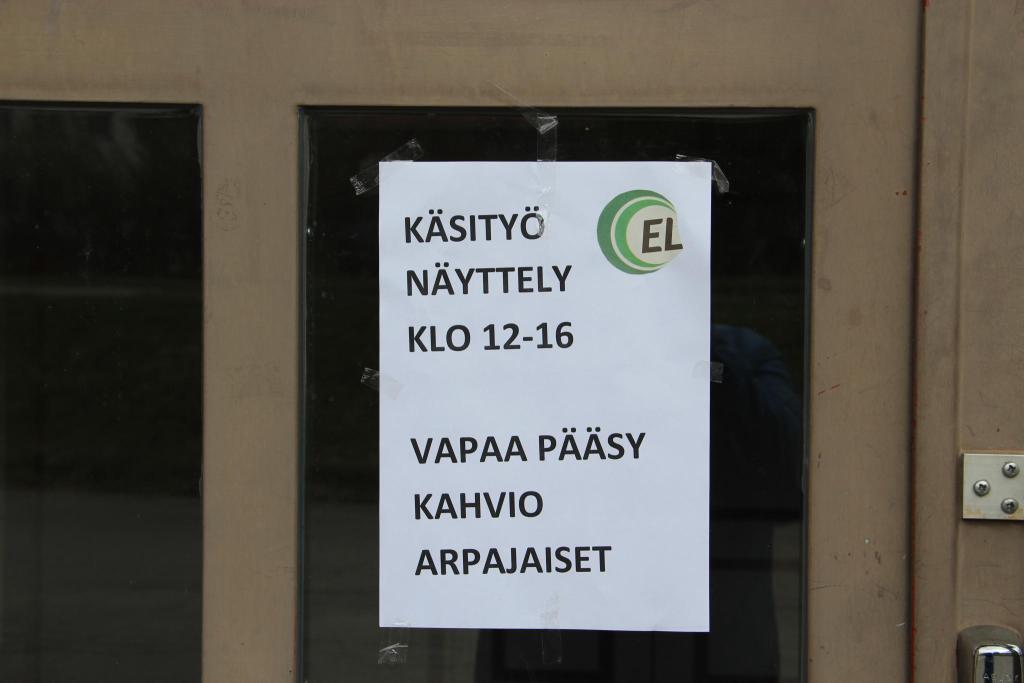 KÄSITYÖ
EL
NÄYTTELY
KLO 12-16
VAPAA PÄÄSY
KAHVIO
ARPAJAISET